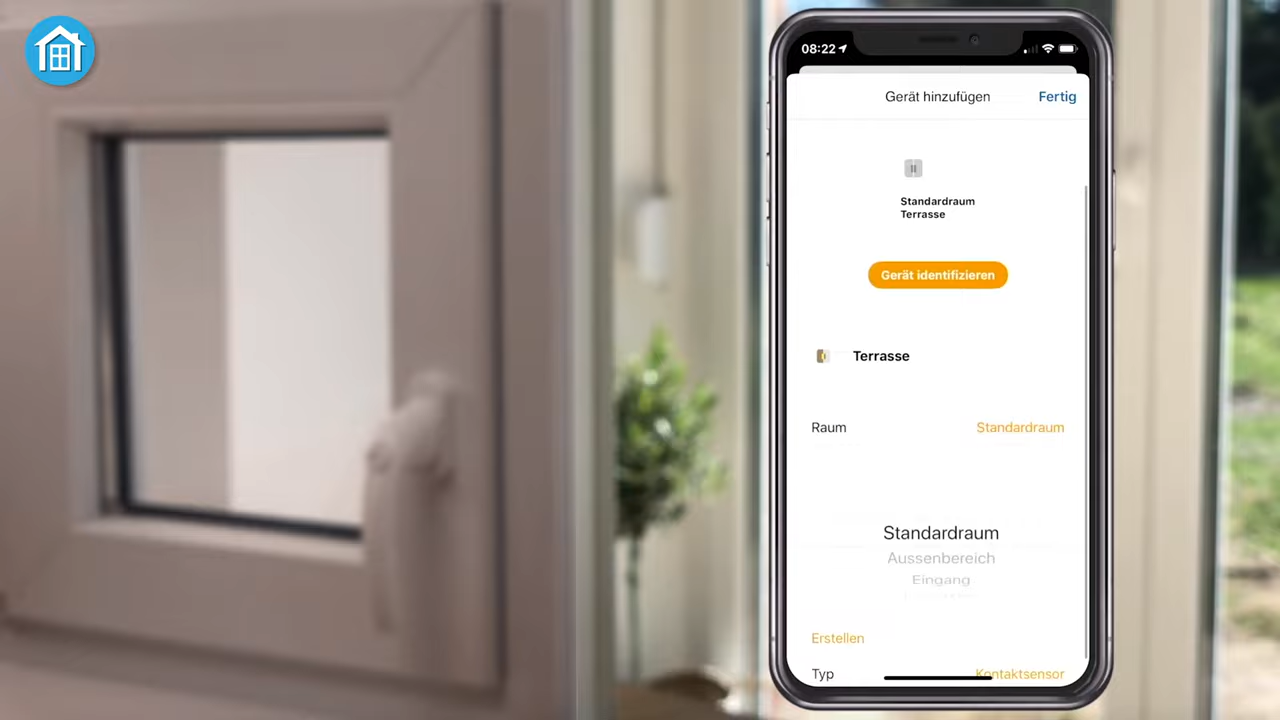 08:22
Gerät hinzufügen
Fertig
Standardraum
Terrasse
Gerät identifizieren
Terrasse
Raum
Standardraum
Standardraum
Aussenbereich
Eingang
Erstellen
Typ
Kontaktsensor